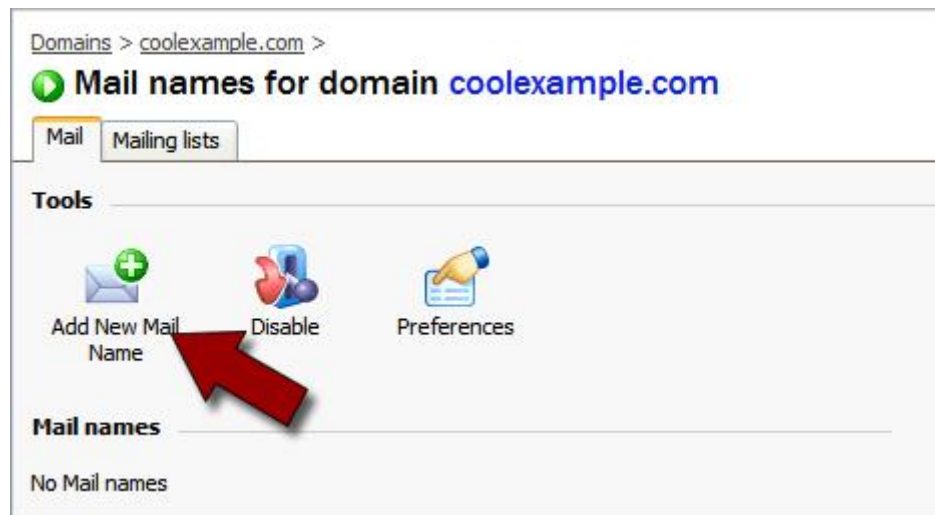 Domains > coolexample.com >
Mail names for domain coolexample.com
Mail Mailing lists
Tools
Add New Mail Disable Preferences
Name
Mail names
No Mail names